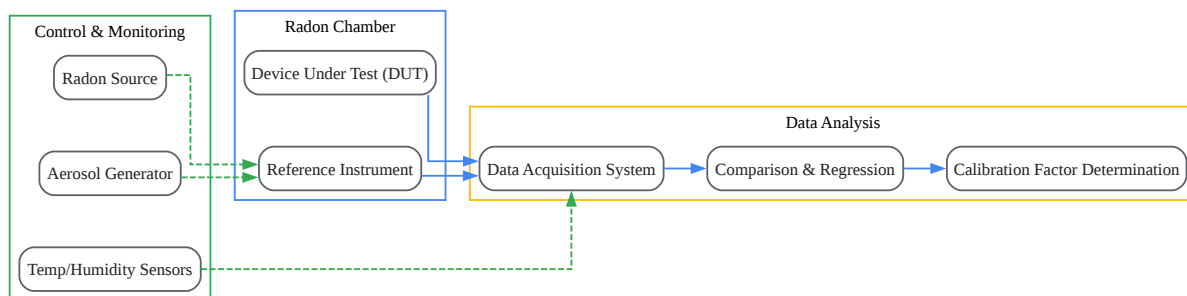 Control & Monitoring
Radon Source
Aerosol Generator
Temp/Humidity Sensors
Radon Chamber
Device Under Test (DUT)
Reference Instrument
Data Analysis
Data Acquisition System
Comparison & Regression
Calibration Factor Determination